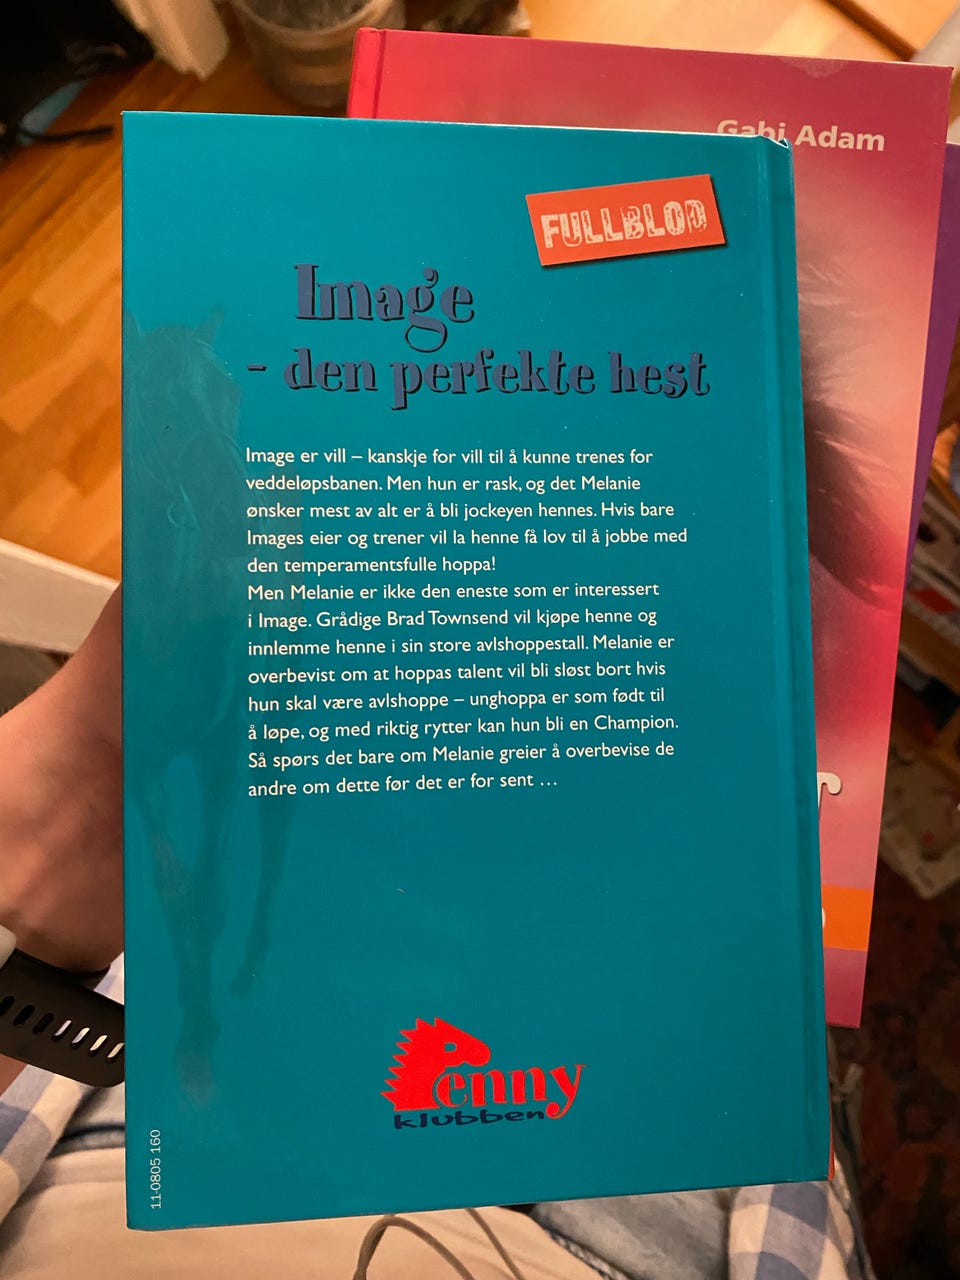 Gabi Adam
FULLBLOD
Image
- den perfekte hest
Image er vill – kanskje for vill til å kunne trenes for
veddeløpsbanen. Men hun er rask, og det Melanie
ønsker mest av alt er å bli jockeyen hennes. Hvis bare
Images eier og trener vil la henne få lov til å jobbe med
den temperamentsfulle hoppa!
Men Melanie er ikke den eneste som er interessert
i Image. Grådige Brad Townsend vil kjøpe henne og
innlemme henne i sin store avlshoppestall. Melanie er
overbevist om at hoppas talent vil bli sløst bort hvis
hun skal være avlshoppe – unghoppa er som født til
å løpe, og med riktig rytter kan hun bli en Champion.
Så spørs det bare om Melanie greier å overbevise de
andre om dette før det er for sent ...
Penny
klubben
11-0805 160